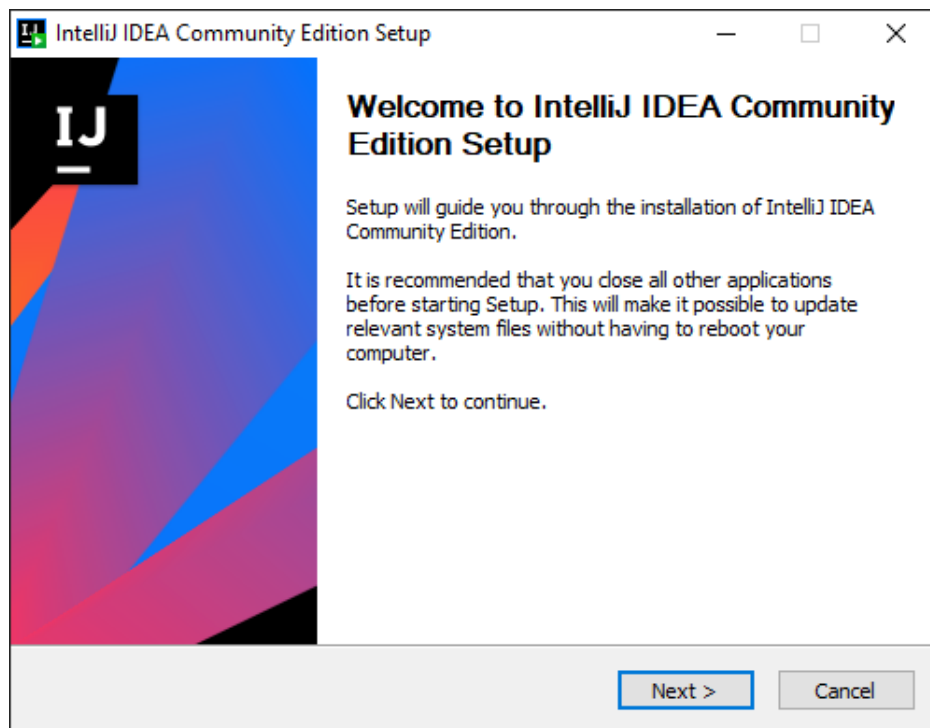 IntelliJ IDEA Community Edition Setup
IJ
Welcome to IntelliJ IDEA Community
Edition Setup
Setup will guide you through the installation of IntelliJ IDEA
Community Edition.
It is recommended that you close all other applications
before starting Setup. This will make it possible to update
relevant system files without having to reboot your
computer.
Click Next to continue.
Next >
Cancel